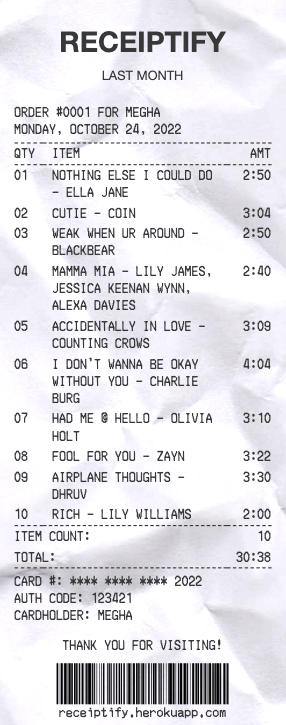 RECEIPTIFY
LAST MONTH
ORDER #0001 FOR MEGHA
MONDAY, OCTOBER 24, 2022
QTY ITEM AMT
01 NOTHING ELSE I COULD DO 2:50
- ELLA JANE
02 CUTIE - COIN 3:04
03 WEAK WHEN UR AROUND - 2:50
BLACKBEAR
04 MAMMA MIA - LILY JAMES, 2:40
JESSICA KEENAN WYNN,
ALEXA DAVIES
05 ACCIDENTALLY IN LOVE - 3:09
COUNTING CROWS
06 I DON'T WANNA BE OKAY 4:04
WITHOUT YOU - CHARLIE
BURG
07 HAD ME @ HELLO - OLIVIA 3:10
HOLT
08 FOOL FOR YOU - ZAYN 3:22
09 AIRPLANE THOUGHTS - 3:30
DHRUV
10 RICH - LILY WILLIAMS 2:00
ITEM COUNT: 10
TOTAL: 30:38
CARD #: **** **** **** 2022
AUTH CODE: 123421
CARDHOLDER: MEGHA
THANK YOU FOR VISITING!
receiptify.herokuapp.com